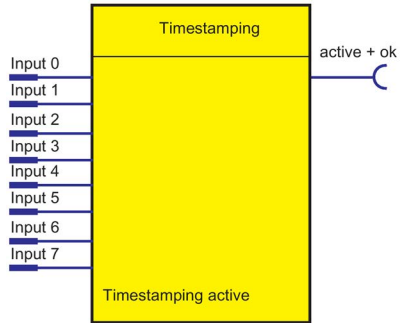 Timestamping
active + ok
Input 0
Input 1
Input 2
Input 3
Input 4
Input 5
Input 6
Input 7
Timestamping active